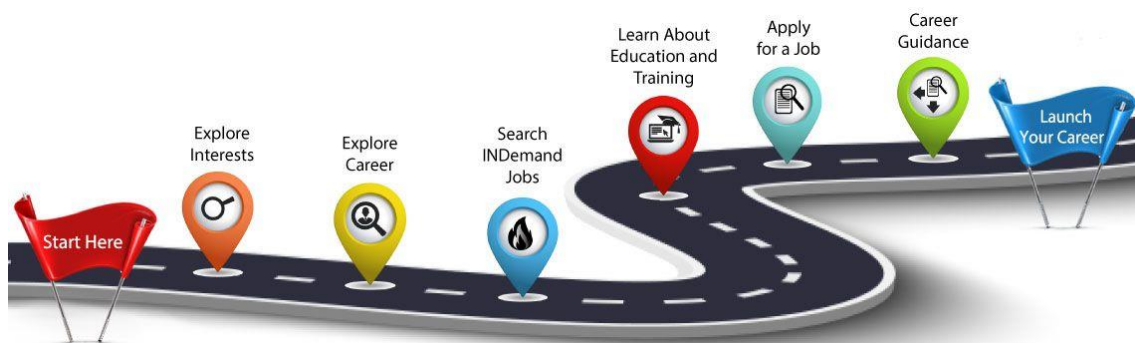 Start Here
Explore
Interests
Explore
Career
Search
INDemand
Jobs
Learn About
Education and
Training
Apply
for a Job
Career
Guidance
Launch
Your Career